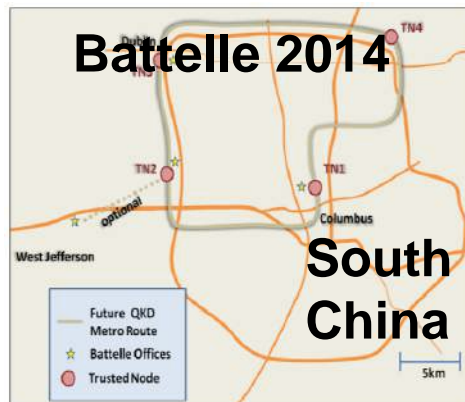 TN4
Dublin
Battelle 2014
TN3
TN2
TN1
optional
Columbus
West Jefferson
South
China
Future QKD
Metro Route
Battelle Offices
Trusted Node
5km